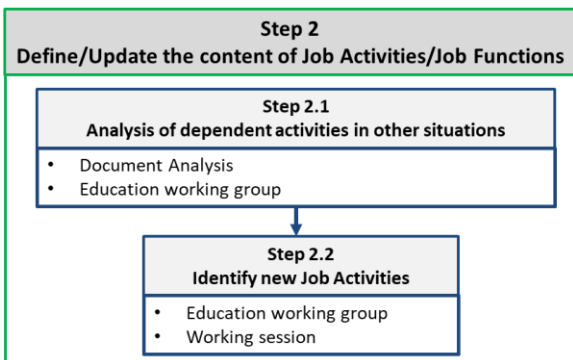 Step 2
Define/Update the content of Job Activities/Job Functions
Step 2.1
Analysis of dependent activities in other situations
• Document Analysis
• Education working group
Step 2.2
Identify new Job Activities
• Education working group
• Working session